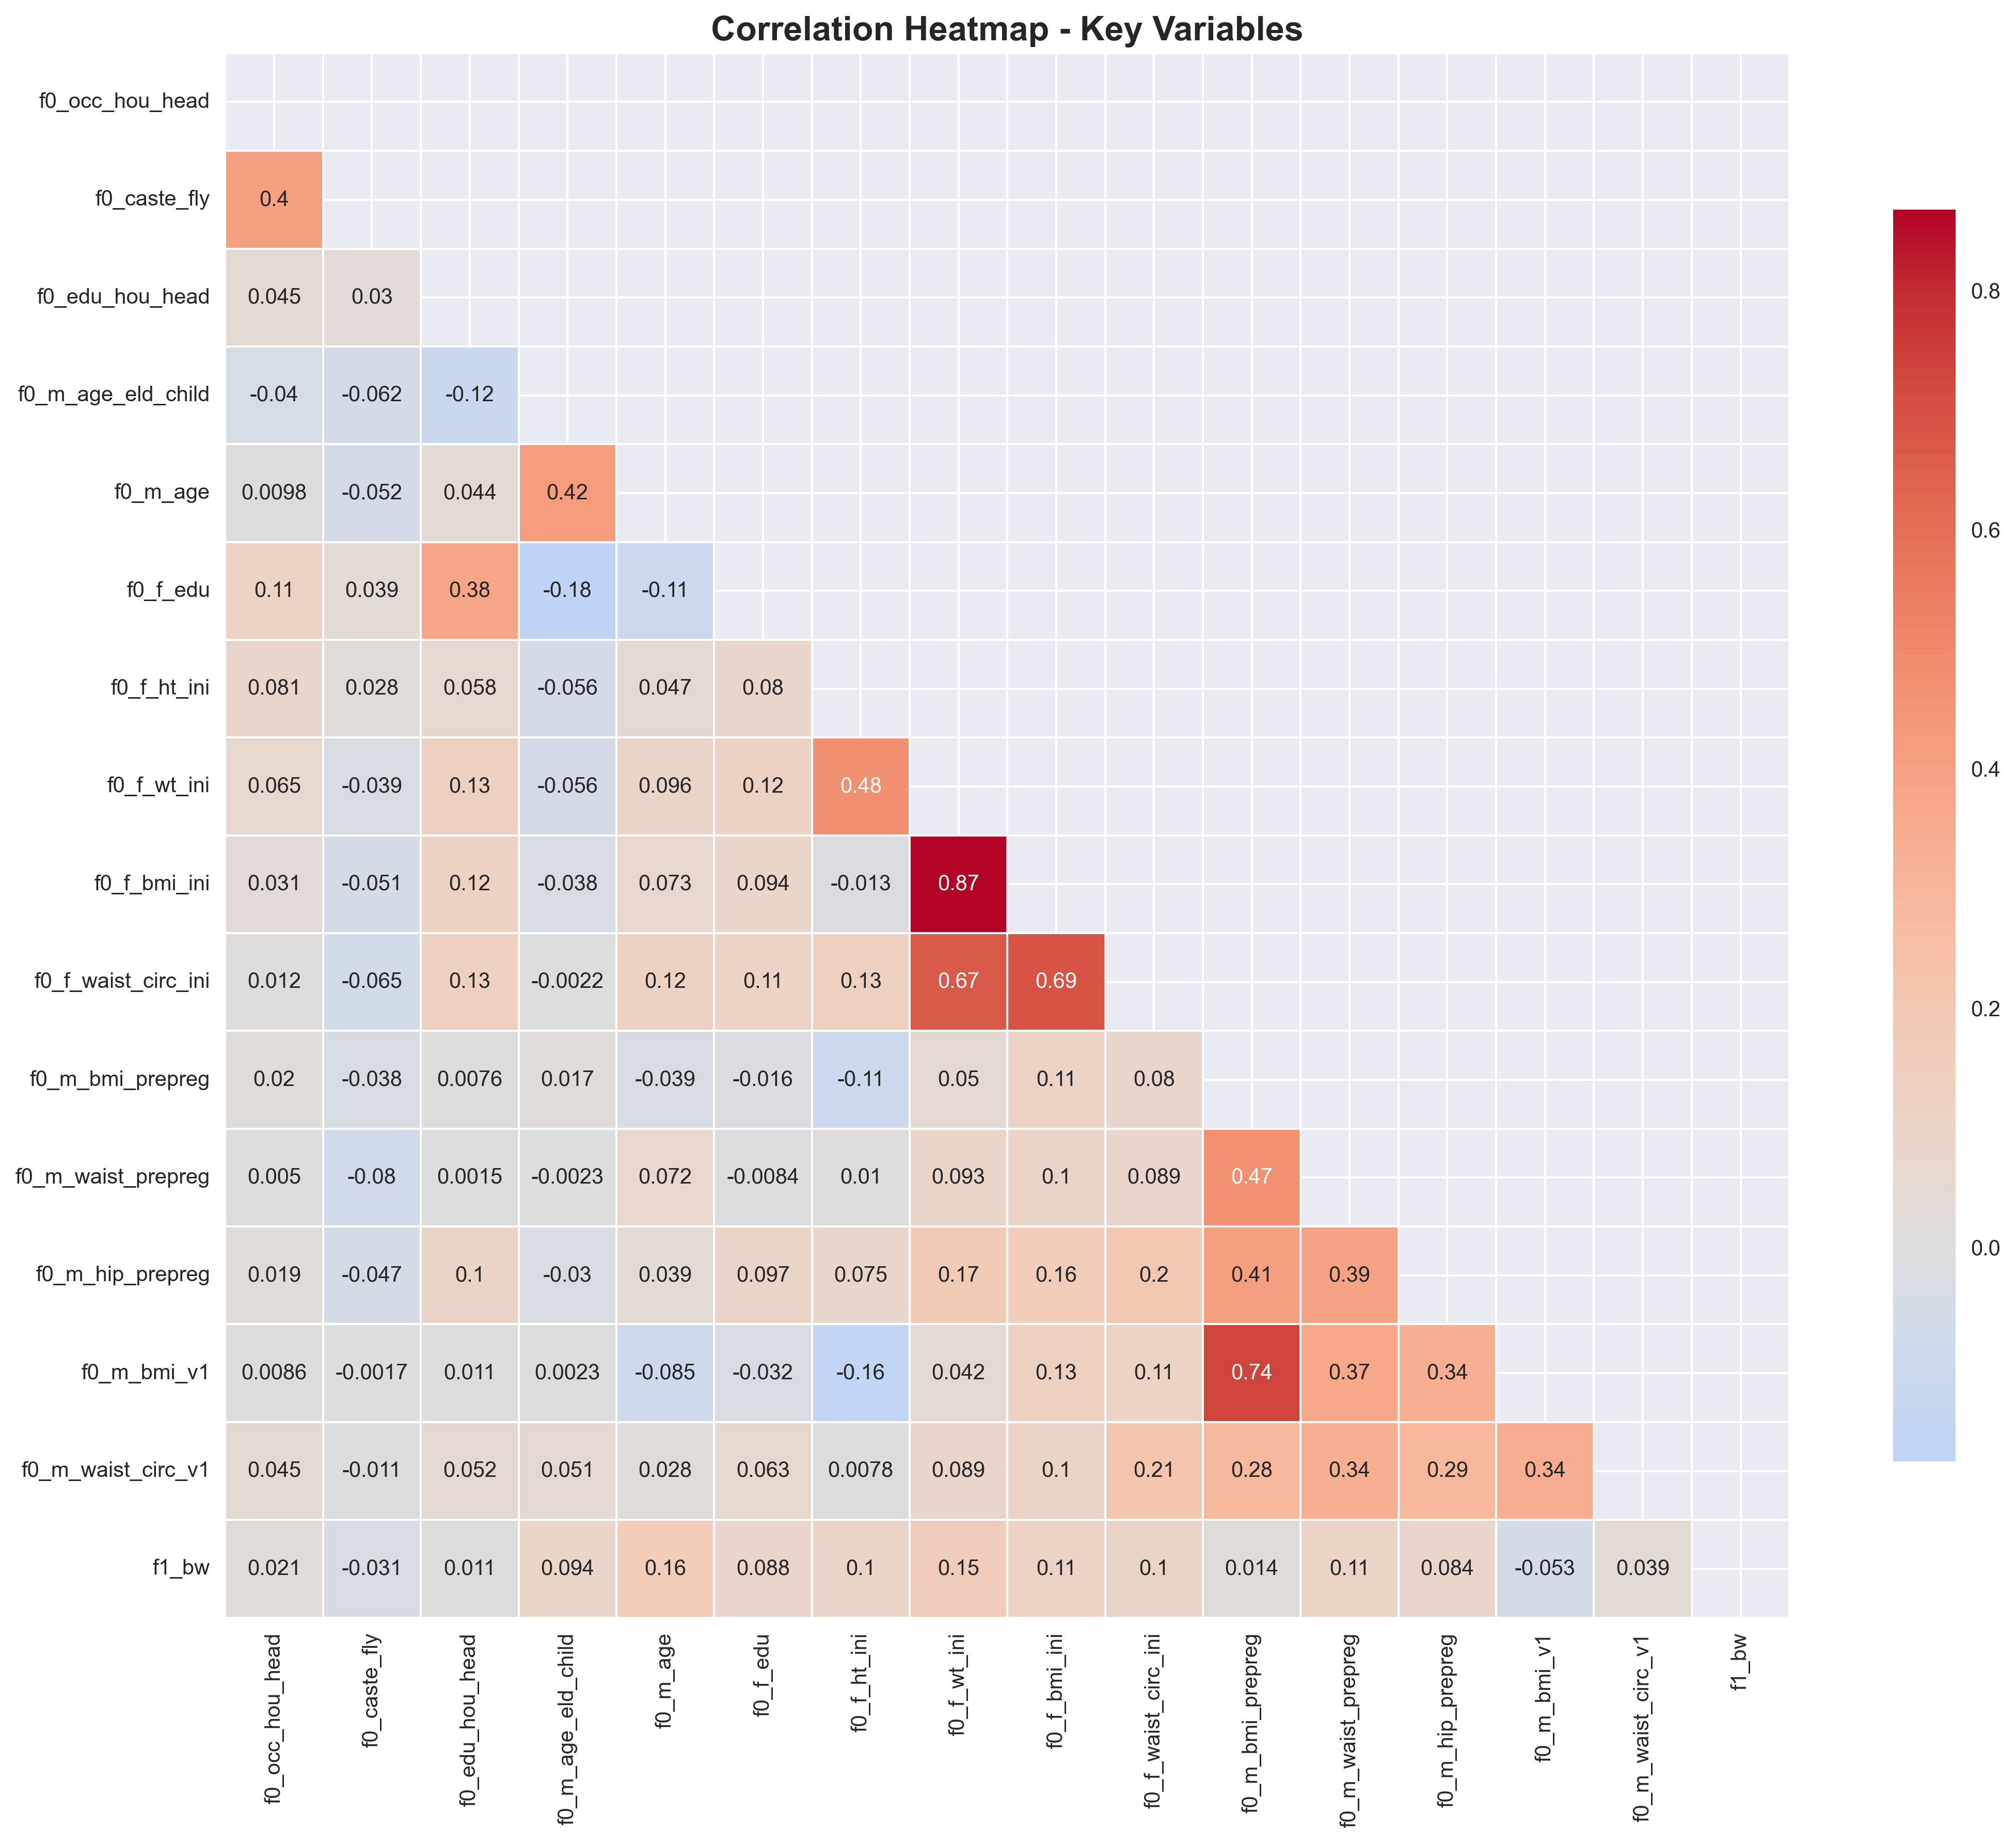 Correlation Heatmap - Key Variables
f0_occ_hou_head
f0_caste_fly 0.4
f0_edu_hou_head 0.045 0.03
f0_m_age_eld_child -0.04 -0.062 -0.12
f0_m_age 0.0098 -0.052 0.044 0.42
f0_f_edu 0.11 0.039 0.38 -0.18 -0.11
f0_f_ht_ini 0.081 0.028 0.058 -0.056 0.047 0.08
f0_f_wt_ini 0.065 -0.039 0.13 -0.056 0.096 0.12 0.48
f0_f_bmi_ini 0.031 -0.051 0.12 -0.038 0.073 0.094 -0.013 0.87
f0_f_waist_circ_ini 0.012 -0.065 0.13 -0.0022 0.12 0.11 0.13 0.67 0.69
f0_m_bmi_prepreg 0.02 -0.038 0.0076 0.017 -0.039 -0.016 -0.11 0.05 0.11 0.08
f0_m_waist_prepreg 0.005 -0.08 0.0015 -0.0023 0.072 -0.0084 0.01 0.093 0.1 0.089 0.47
f0_m_hip_prepreg 0.019 -0.047 0.1 -0.03 0.039 0.097 0.075 0.17 0.16 0.2 0.41 0.39
f0_m_bmi_v1 0.0086 -0.0017 0.011 0.0023 -0.085 -0.032 -0.16 0.042 0.13 0.11 0.74 0.37 0.34
f0_m_waist_circ_v1 0.045 -0.011 0.052 0.051 0.028 0.063 0.0078 0.089 0.1 0.21 0.28 0.34 0.29 0.34
f1_bw 0.021 -0.031 0.011 0.094 0.16 0.088 0.1 0.15 0.11 0.1 0.014 0.11 0.084 -0.053 0.039
f0_occ_hou_head
f0_caste_fly
f0_edu_hou_head
f0_m_age_eld_child
f0_m_age
f0_f_edu
f0_f_ht_ini
f0_f_wt_ini
f0_f_bmi_ini
f0_f_waist_circ_ini
f0_m_bmi_prepreg
f0_m_waist_prepreg
f0_m_hip_prepreg
f0_m_bmi_v1
f0_m_waist_circ_v1
f1_bw
0.8
0.6
0.4
0.2
0.0